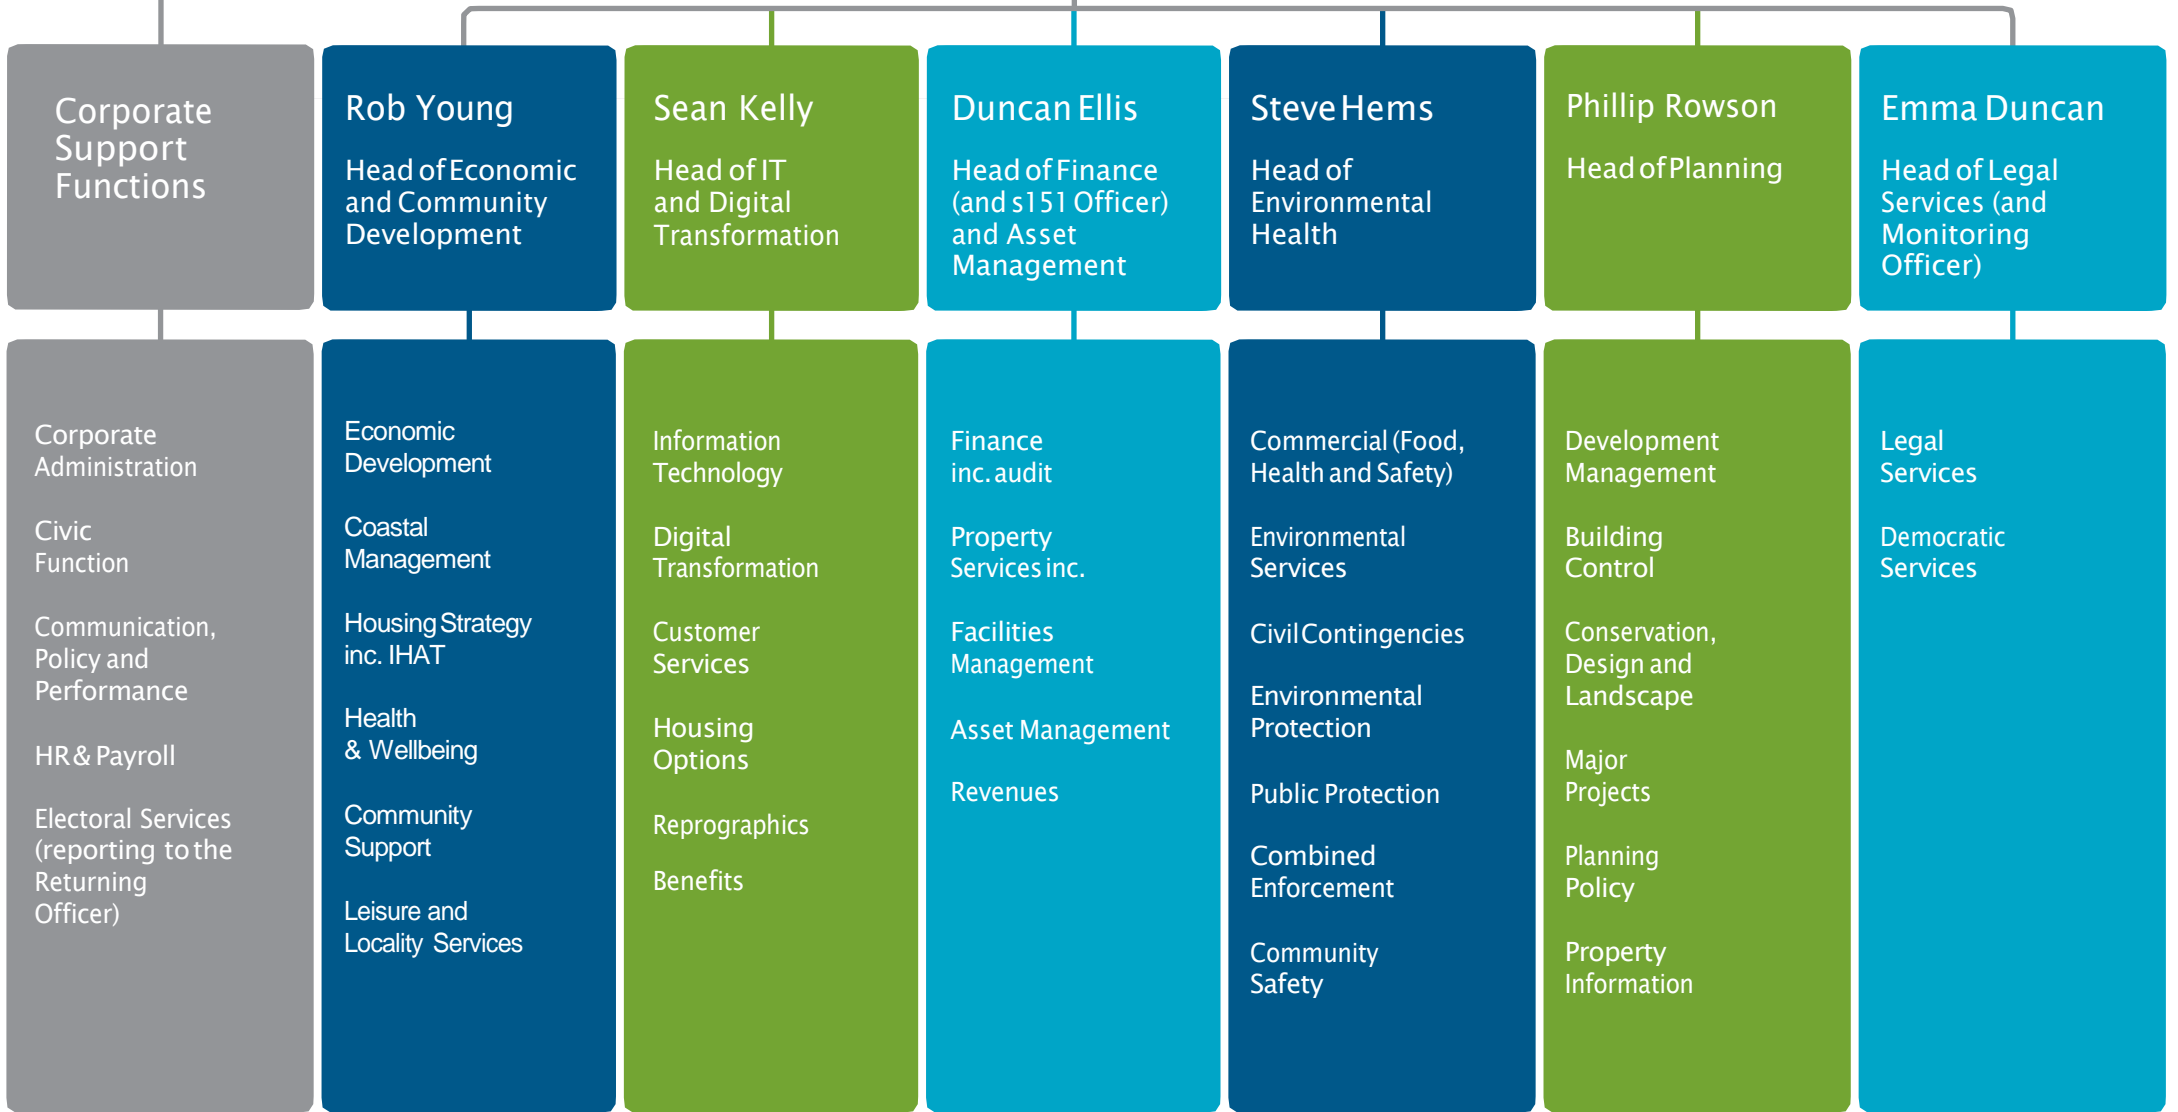 Corporate
Support
Functions
Rob Young
Head of Economic
and Community
Development
Sean Kelly
Head of IT
and Digital
Transformation
Duncan Ellis
Head of Finance
(and s151 Officer)
and Asset
Management
Steve Hems
Head of
Environmental
Health
Phillip Rowson
Head of Planning
Emma Duncan
Head of Legal
Services (and
Monitoring
Officer)
Corporate
Administration
Civic
Function
Communication,
Policy and
Performance
HR & Payroll
Electoral Services
(reporting to the
Returning
Officer)
Economic
Development
Coastal
Management
Housing Strategy
inc. IHAT
Health
& Wellbeing
Community
Support
Leisure and
Locality Services
Information
Technology
Digital
Transformation
Customer
Services
Housing
Options
Reprographics
Benefits
Finance
inc. audit
Property
Services inc.
Facilities
Management
Asset Management
Revenues
Commercial (Food,
Health and Safety)
Environmental
Services
Civil Contingencies
Environmental
Protection
Public Protection
Combined
Enforcement
Community
Safety
Development
Management
Building
Control
Conservation,
Design and
Landscape
Major
Projects
Planning
Policy
Property
Information
Legal
Services
Democratic
Services